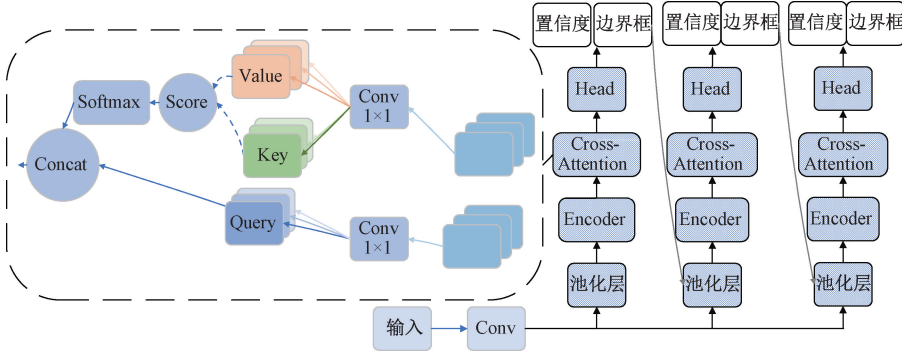 置信度 边界框 置信度 边界框 置信度 边界框
Value
Softmax
Score
Conv
1×1
Key
Concat
Query
Conv
1×1
Head Head Head
Cross-
Attention
Cross-
Attention
Cross-
Attention
Encoder Encoder Encoder
池化层 池化层 池化层
输入 Conv